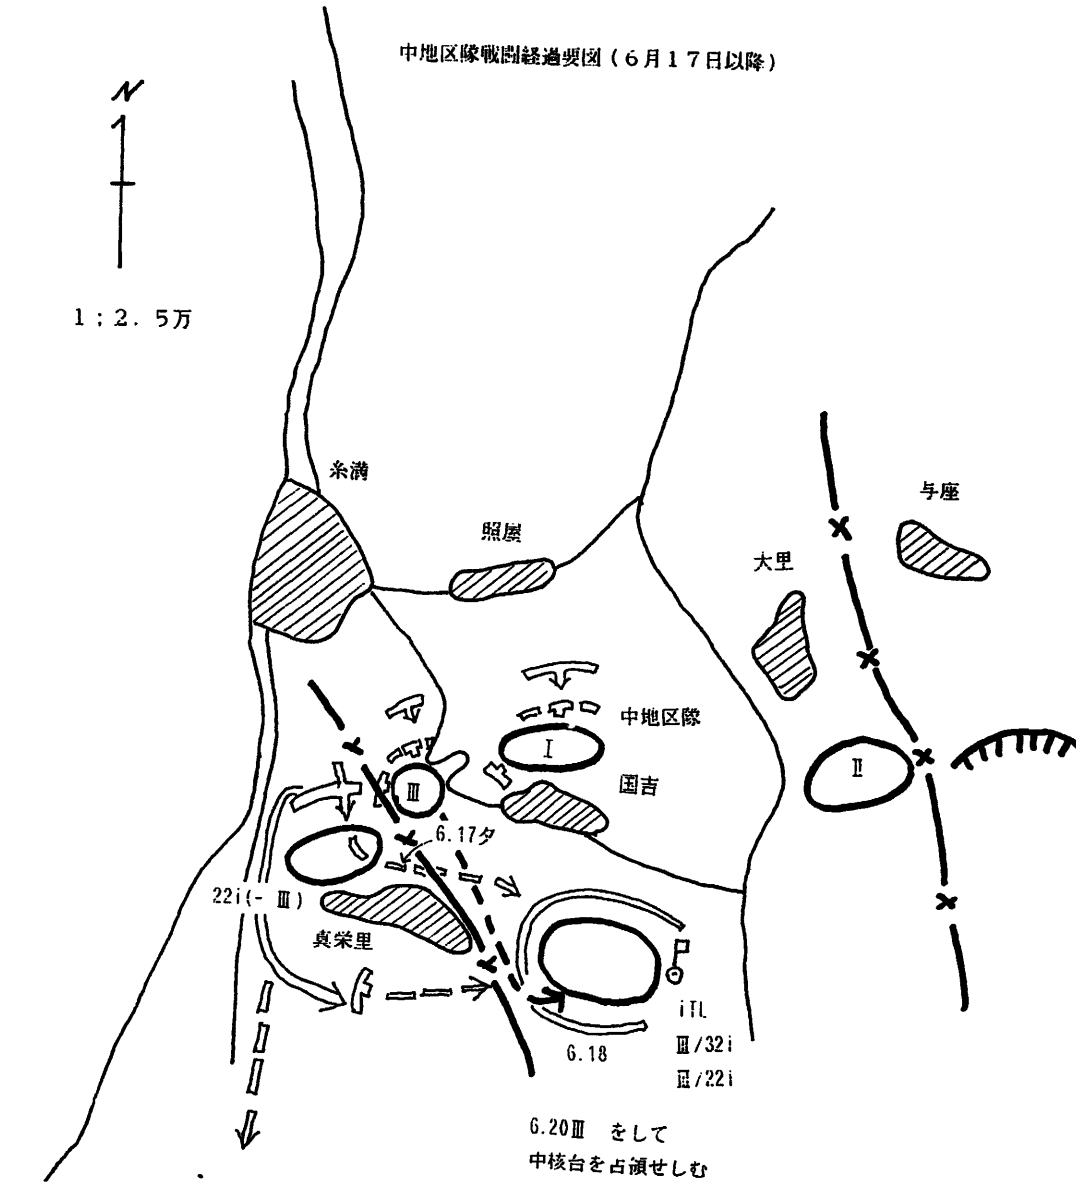 中地区隊戦闘経過要図(6月17日以降)
N
1:2.5万
糸満
与座
照屋
大里
中地区隊
I
II
III
国吉
6.17夕
22i(- III)
真栄里
iTL
III/32i
6.18
III/22i
6.20III をして
中核台を占領せしむ